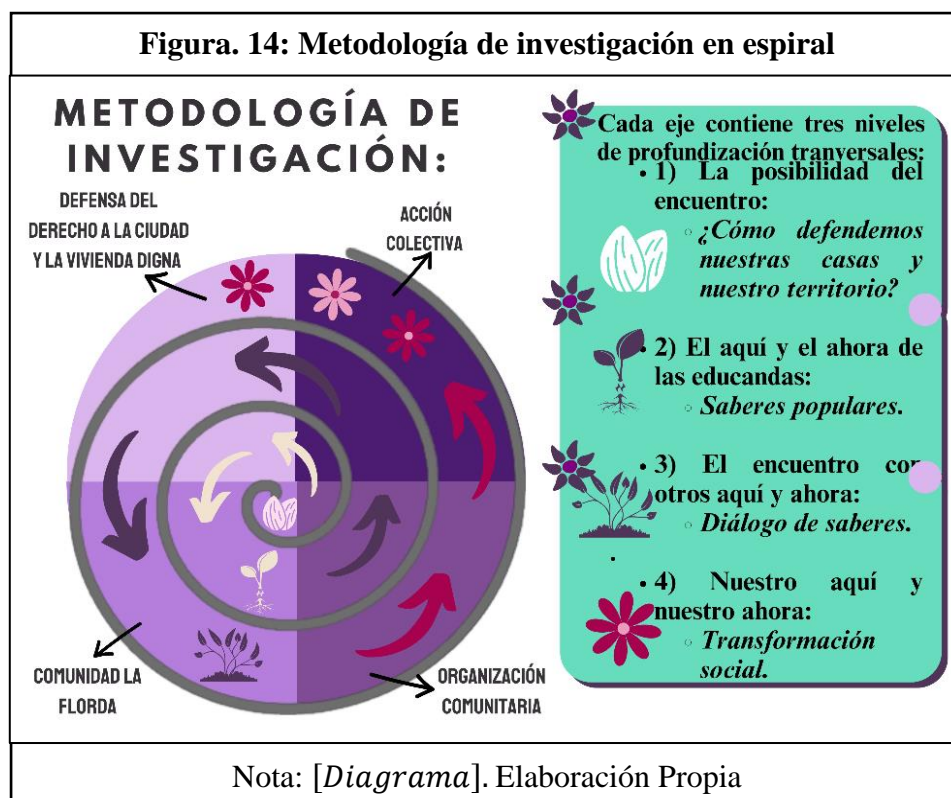 Figura. 14: Metodología de investigación en espiral
METODOLOGÍA DE
INVESTIGACIÓN:
DEFENSA DEL
DERECHO A LA CIUDAD
Y LA VIVIENDA DIGNA
ACCIÓN
COLECTIVA
COMUNIDAD LA
FLORDA
ORGANIZACIÓN
COMUNITARIA
Cada eje contiene tres niveles
de profundización tranversales:
• 1) La posibilidad del
encuentro:
◦ ¿Cómo defendemos
nuestras casas y
nuestro territorio?
• 2) El aquí y el ahora de
las educandas:
◦ Saberes populares.
• 3) El encuentro con
otros aquí y ahora:
◦ Diálogo de saberes.
• 4) Nuestro aquí y
nuestro ahora:
◦ Transformación
social.
Nota: [Diagrama]. Elaboración Propia